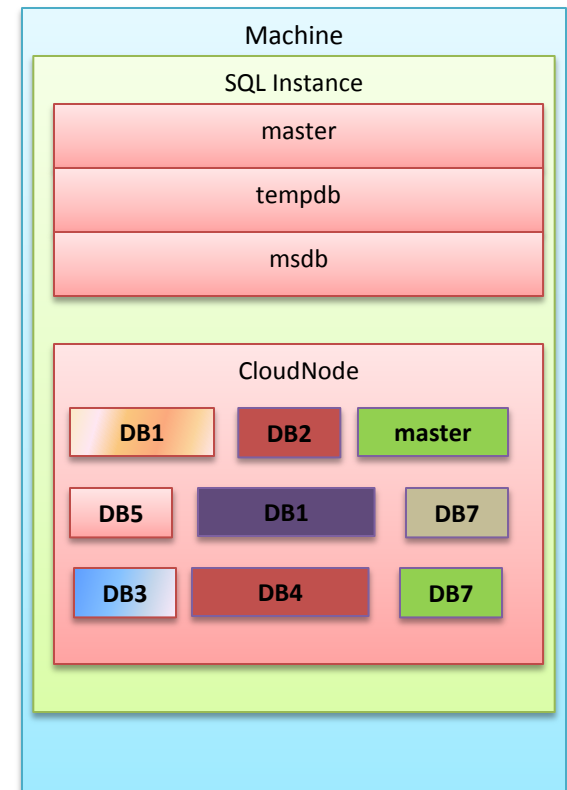 Machine
SQL Instance
master
tempdb
msdb
CloudNode
DB1 DB2 master
DB5 DB1 DB7
DB3 DB4 DB7